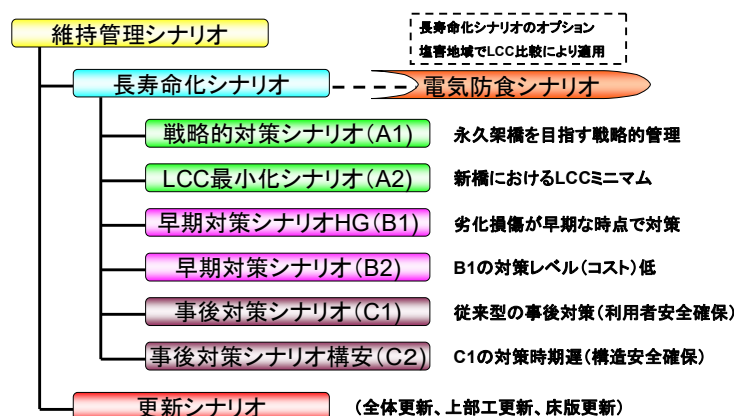 維持管理シナリオ
長寿命化シナリオのオプション
塩害地域でLCC比較により適用
長寿命化シナリオ
電気防食シナリオ
戦略的対策シナリオ(A1) 永久架橋を目指す戦略的管理
LCC最小化シナリオ(A2) 新橋におけるLCCミニマム
早期対策シナリオHG(B1) 劣化損傷が早期な時点で対策
早期対策シナリオ(B2) B1の対策レベル(コスト)低
事後対策シナリオ(C1) 従来型の事後対策(利用者安全確保)
事後対策シナリオ構安(C2) C1の対策時期遅(構造安全確保)
更新シナリオ (全体更新、上部工更新、床版更新)